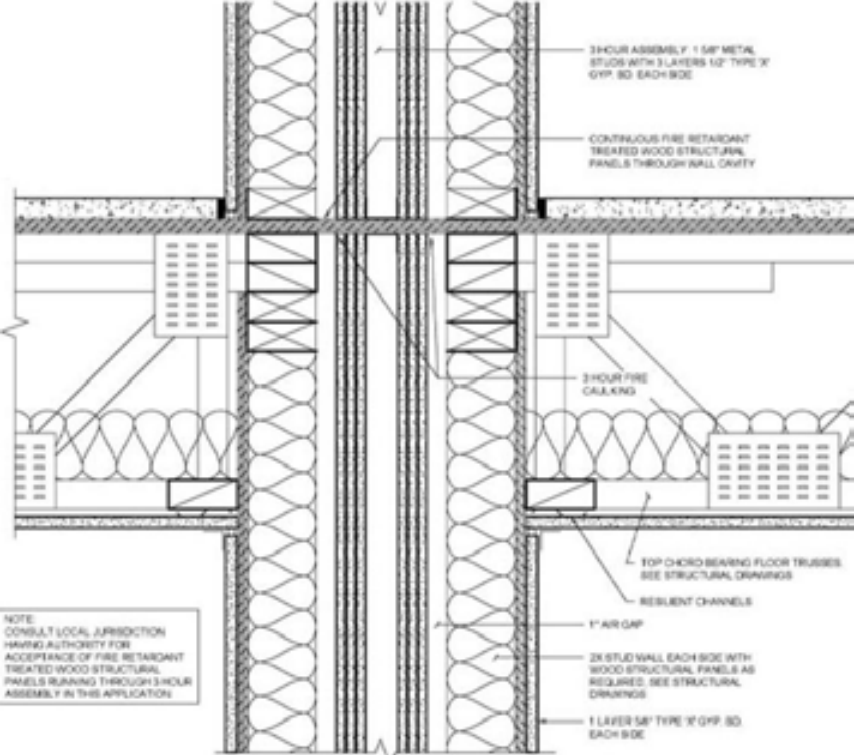 3 HOUR ASSEMBLY: 1 5/8" METAL
STUDS WITH 3 LAYERS 1/2" TYPE 'X'
GYP. BD. EACH SIDE
CONTINUOUS FIRE RETARDANT
TREATED WOOD STRUCTURAL
PANELS THROUGH WALL CAVITY
3 HOUR FIRE
CAULKING
TOP CHORD BEARING FLOOR TRUSSES.
SEE STRUCTURAL DRAWINGS
RESILIENT CHANNELS
1" AIR GAP
2X STUD WALL EACH SIDE WITH
WOOD STRUCTURAL PANELS AS
REQUIRED, SEE STRUCTURAL
DRAWINGS
1 LAYER 5/8" TYPE 'X' GYP. BD.
EACH SIDE
NOTE:
CONSULT LOCAL JURISDICTION
HAVING AUTHORITY FOR
ACCEPTANCE OF FIRE RETARDANT
TREATED WOOD STRUCTURAL
PANELS RUNNING THROUGH 3 HOUR
ASSEMBLY IN THIS APPLICATION